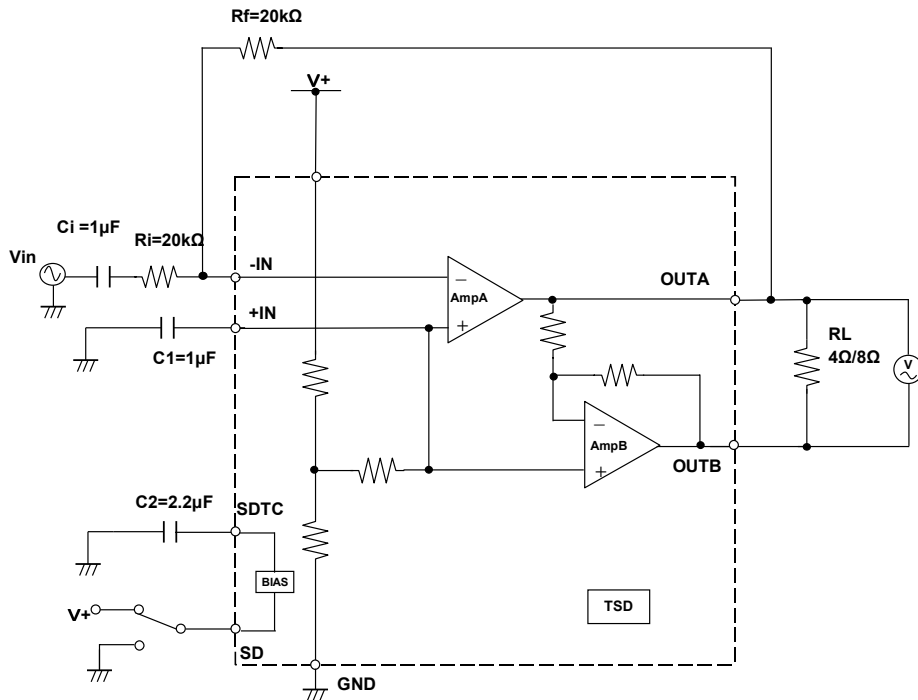 Rf=20kΩ
V+
Ci =1µF
Ri=20kΩ
Vin
-IN
OUTA
AmpA
+IN
RL
4Ω/8Ω
V
C1=1µF
AmpB
OUTB
C2=2.2µF
SDTC
BIAS
TSD
V+
SD
GND